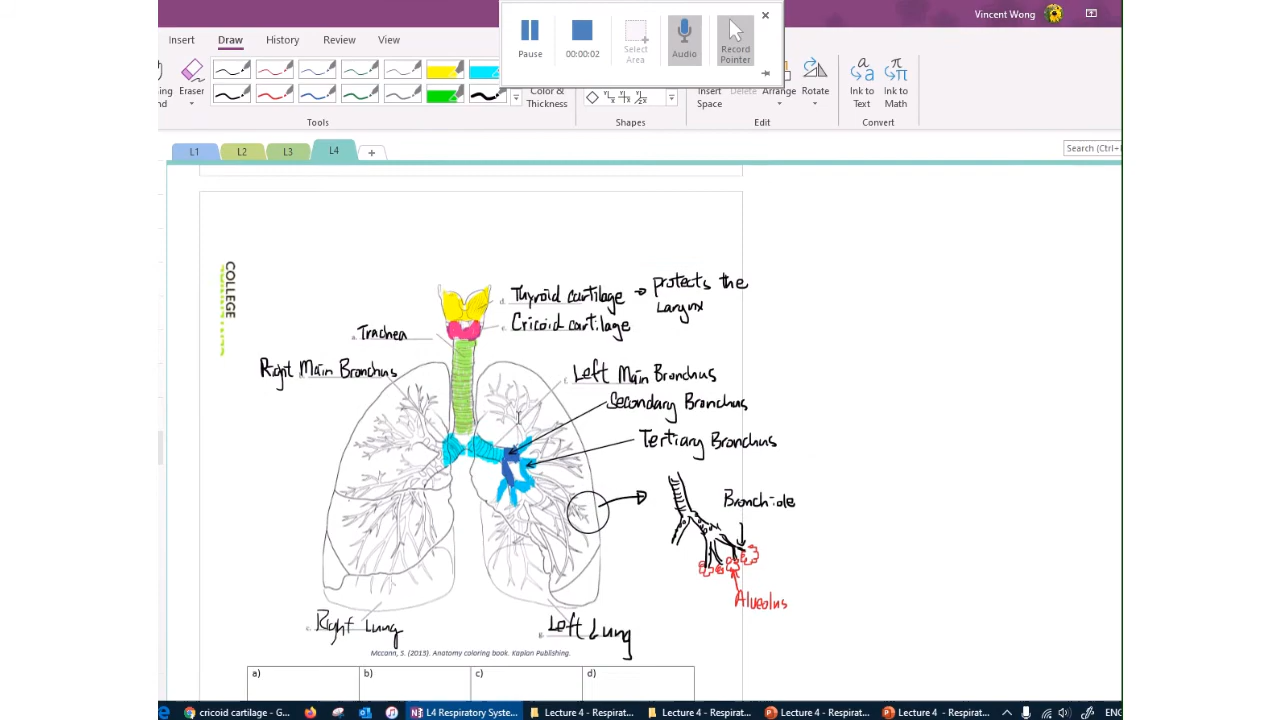 Vincent Wong
Insert Draw History Review View
Pause
00:00:02
Select
Area
Audio
Record
Pointer
Eraser
Color &
Thickness
Insert
Space
Delete
Arrange
Rotate
Ink to
Text
Ink to
Math
Tools
Shapes
Edit
Convert
L1 L2 L3 L4 +
Search (Ctrl+
COLLEGE
d. Thyroid cartilage → protects the
Larynx
Cricoid cartilage
a. Trachea
Right Main Bronchus
f. Left Main Bronchus
Secondary Bronchus
Tertiary Bronchus
Bronchiole
Alveolus
c. Right Lung
g. Left Lung
Mccann, S. (2013). Anatomy coloring book. Kaplan Publishing.
a) b) c) d)
cricoid cartilage - G...
L4 Respiratory Syste...
Lecture 4 - Respirat...
Lecture 4 - Respirat...
Lecture 4 - Respirat...
Lecture 4 - Respirat...
ENG